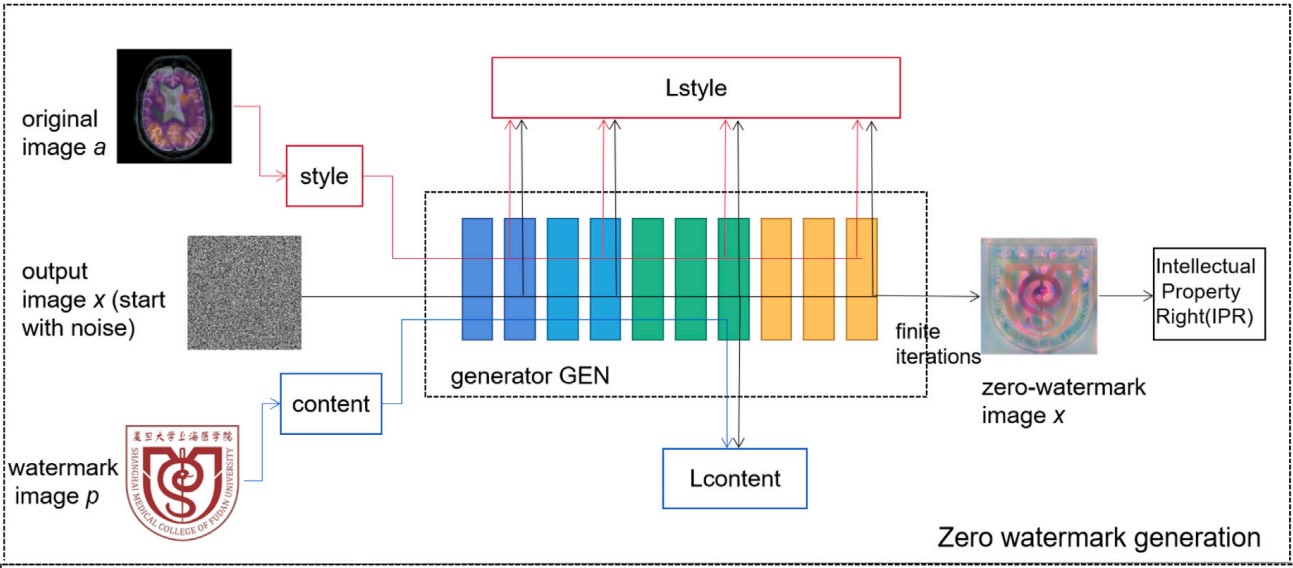 Lstyle
original
image a
style
output
image x (start
with noise)
generator GEN
finite
iterations
Intellectual
Property
Right(IPR)
zero-watermark
image x
content
watermark
image p
复旦大学上海医学院
SHANGHAI MEDICAL COLLEGE OF FUDAN UNIVERSITY
Lcontent
Zero watermark generation